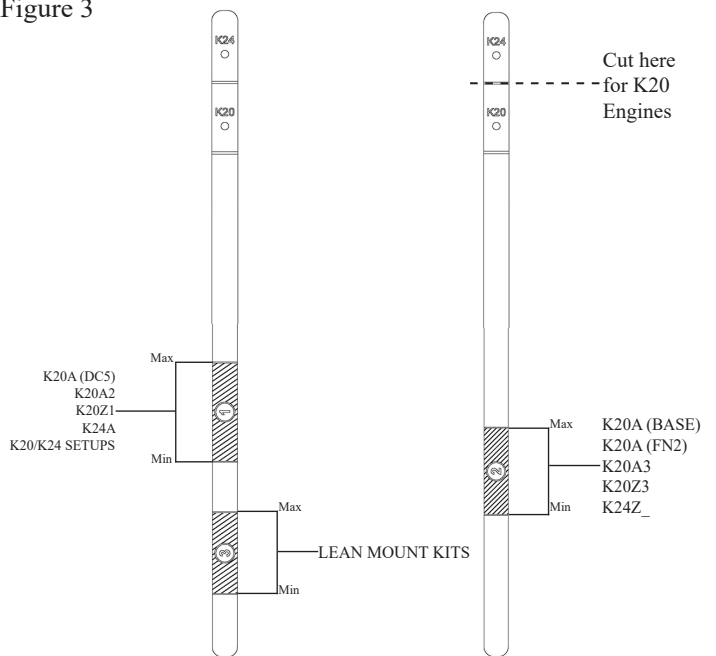 Figure 3
K24
K20
Max
K20A (DC5)
K20A2
K20Z1
K24A
K20/K24 SETUPS
Min
1
Max
3
LEAN MOUNT KITS
Min
K24
Cut here
for K20
Engines
K20
Max
2
Min
K20A (BASE)
K20A (FN2)
K20A3
K20Z3
K24Z_